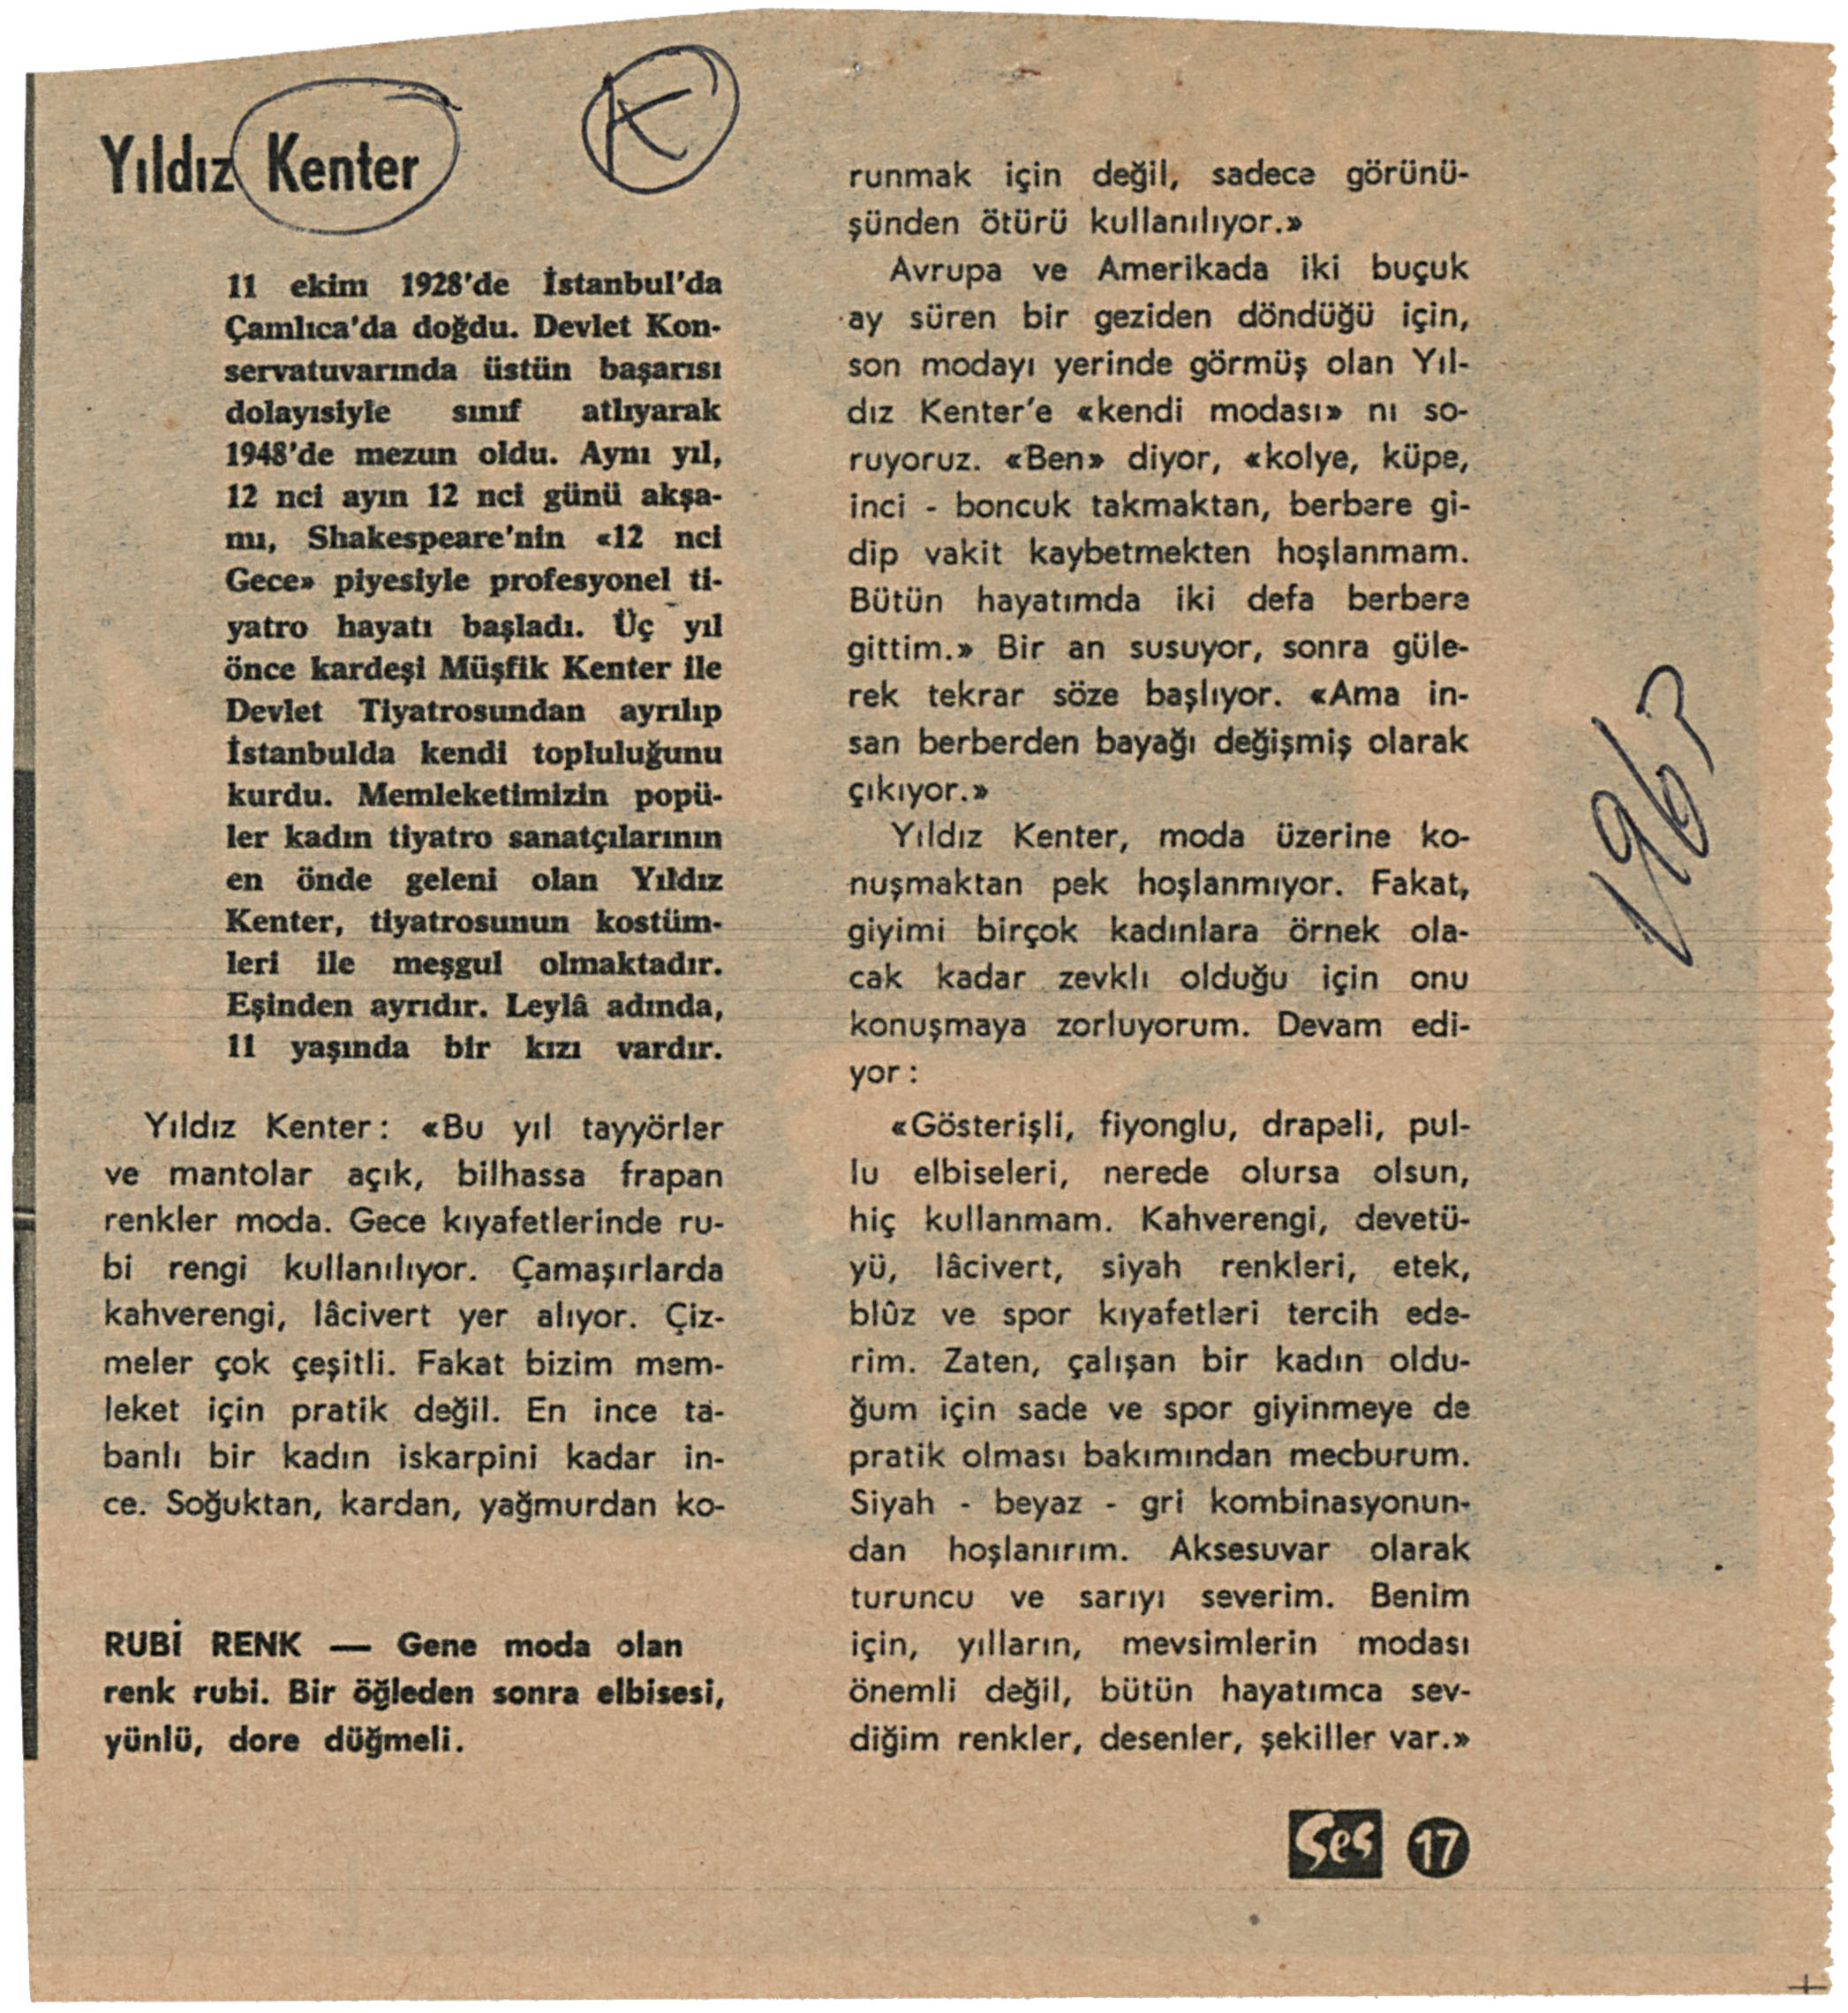 Yıldız Kenter
K
11 ekim 1928'de İstanbul'da
Çamlıca'da doğdu. Devlet Kon-
servatuvarında üstün başarısı
dolayısiyle sınıf atlıyarak
1948'de mezun oldu. Aynı yıl,
12 nci ayın 12 nci günü akşa-
mı, Shakespeare'nin «12 nci
Gece» piyesiyle profesyonel ti-
yatro hayatı başladı. Üç yıl
önce kardeşi Müşfik Kenter ile
Devlet Tiyatrosundan ayrılıp
İstanbulda kendi topluluğunu
kurdu. Memleketimizin popü-
ler kadın tiyatro sanatçılarının
en önde geleni olan Yıldız
Kenter, tiyatrosunun kostüm-
leri ile meşgul olmaktadır.
Eşinden ayrıdır. Leylâ adında,
11 yaşında bir kızı vardır.
Yıldız Kenter: «Bu yıl tayyörler
ve mantolar açık, bilhassa frapan
renkler moda. Gece kıyafetlerinde ru-
bi rengi kullanılıyor. Çamaşırlarda
kahverengi, lâcivert yer alıyor. Çiz-
meler çok çeşitli. Fakat bizim mem-
leket için pratik değil. En ince ta-
banlı bir kadın iskarpini kadar in-
ce. Soğuktan, kardan, yağmurdan ko-
RUBİ RENK — Gene moda olan
renk rubi. Bir öğleden sonra elbisesi,
yünlü, dore düğmeli.
runmak için değil, sadece görünü-
şünden ötürü kullanılıyor.»
Avrupa ve Amerikada iki buçuk
ay süren bir geziden döndüğü için,
son modayı yerinde görmüş olan Yıl-
dız Kenter'e «kendi modası» nı so-
ruyoruz. «Ben» diyor, «kolye, küpe,
inci - boncuk takmaktan, berbere gi-
dip vakit kaybetmekten hoşlanmam.
Bütün hayatımda iki defa berbere
gittim.» Bir an susuyor, sonra güle-
rek tekrar söze başlıyor. «Ama in-
san berberden bayağı değişmiş olarak
çıkıyor.»
Yıldız Kenter, moda üzerine ko-
nuşmaktan pek hoşlanmıyor. Fakat,
giyimi birçok kadınlara örnek ola-
cak kadar zevklı olduğu için onu
konuşmaya zorluyorum. Devam edi-
yor :
«Gösterişli, fiyonglu, drapeli, pul-
lu elbiseleri, nerede olursa olsun,
hiç kullanmam. Kahverengi, devetü-
yü, lâcivert, siyah renkleri, etek,
blûz ve spor kıyafetleri tercih ede-
rim. Zaten, çalışan bir kadın oldu-
ğum için sade ve spor giyinmeye de
pratik olması bakımından mecburum.
Siyah - beyaz - gri kombinasyonun-
dan hoşlanırım. Aksesuvar olarak
turuncu ve sarıyı severim. Benim
için, yılların, mevsimlerin modası
önemli değil, bütün hayatımca sev-
diğim renkler, desenler, şekiller var.»
Ses 17
1963